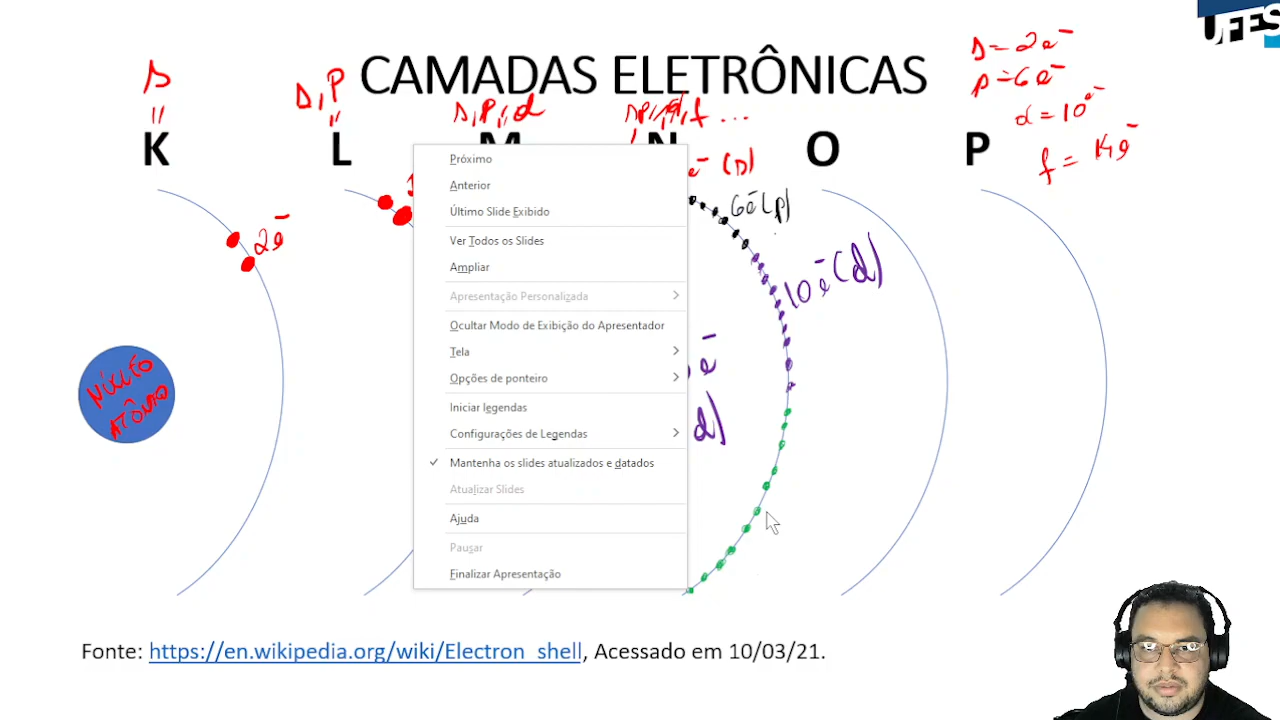 UFES
CAMADAS ELETRÔNICAS
s = 2e⁻
p = 6e⁻
d = 10e⁻
f = 14e⁻
s
s, p
s, p, d
f ...
K
L
M
N
O
P
e⁻ (s)
2e⁻
6e⁻ (p)
10e⁻ (d)
e⁻
d)
NÚCLEO
ATÔMICO
Próximo
Anterior
Último Slide Exibido
Ver Todos os Slides
Ampliar
Apresentação Personalizada
Ocultar Modo de Exibição do Apresentador
Tela
Opções de ponteiro
Iniciar legendas
Configurações de Legendas
Mantenha os slides atualizados e datados
Atualizar Slides
Ajuda
Pausar
Finalizar Apresentação
Fonte: https://en.wikipedia.org/wiki/Electron_shell, Acessado em 10/03/21.